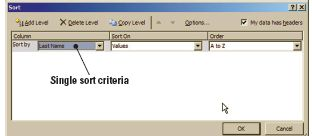 Sort
Add Level Delete Level Copy Level Options... My data has headers
Column Sort On Order
Sort by Last Name Values A to Z
Single sort criteria
OK Cancel